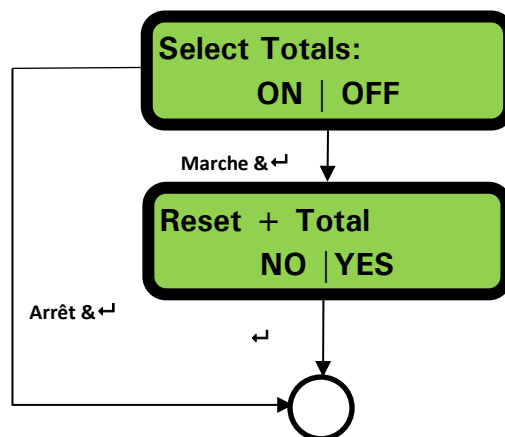 Select Totals:
ON | OFF
Marche & ↵
Reset + Total
NO | YES
Arrêt & ↵
↵